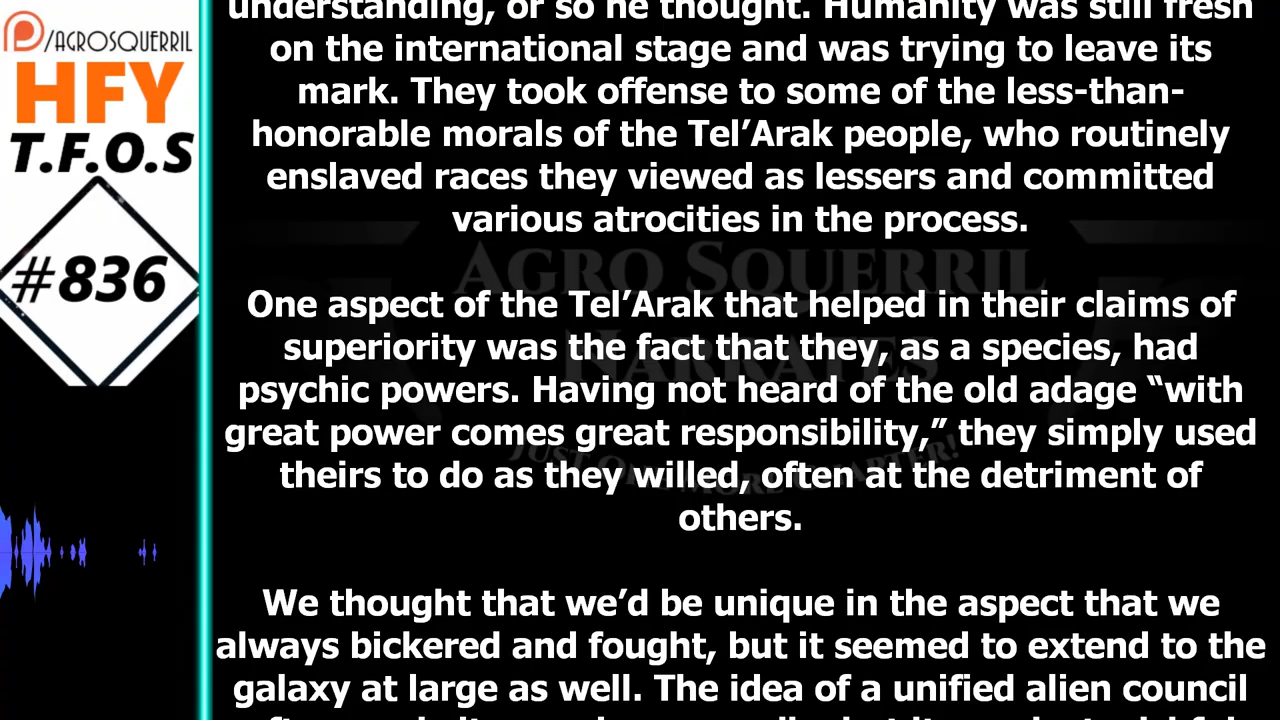 /AGROSQUERRIL
HFY
T.F.O.S
#836
understanding, or so he thought. Humanity was still fresh
on the international stage and was trying to leave its
mark. They took offense to some of the less-than-
honorable morals of the Tel’Arak people, who routinely
enslaved races they viewed as lessers and committed
various atrocities in the process.
AGRO SQUERRIL
NARRATES
One aspect of the Tel’Arak that helped in their claims of
superiority was the fact that they, as a species, had
psychic powers. Having not heard of the old adage “with
great power comes great responsibility,” they simply used
theirs to do as they willed, often at the detriment of
others.
We thought that we’d be unique in the aspect that we
always bickered and fought, but it seemed to extend to the
galaxy at large as well. The idea of a unified alien council